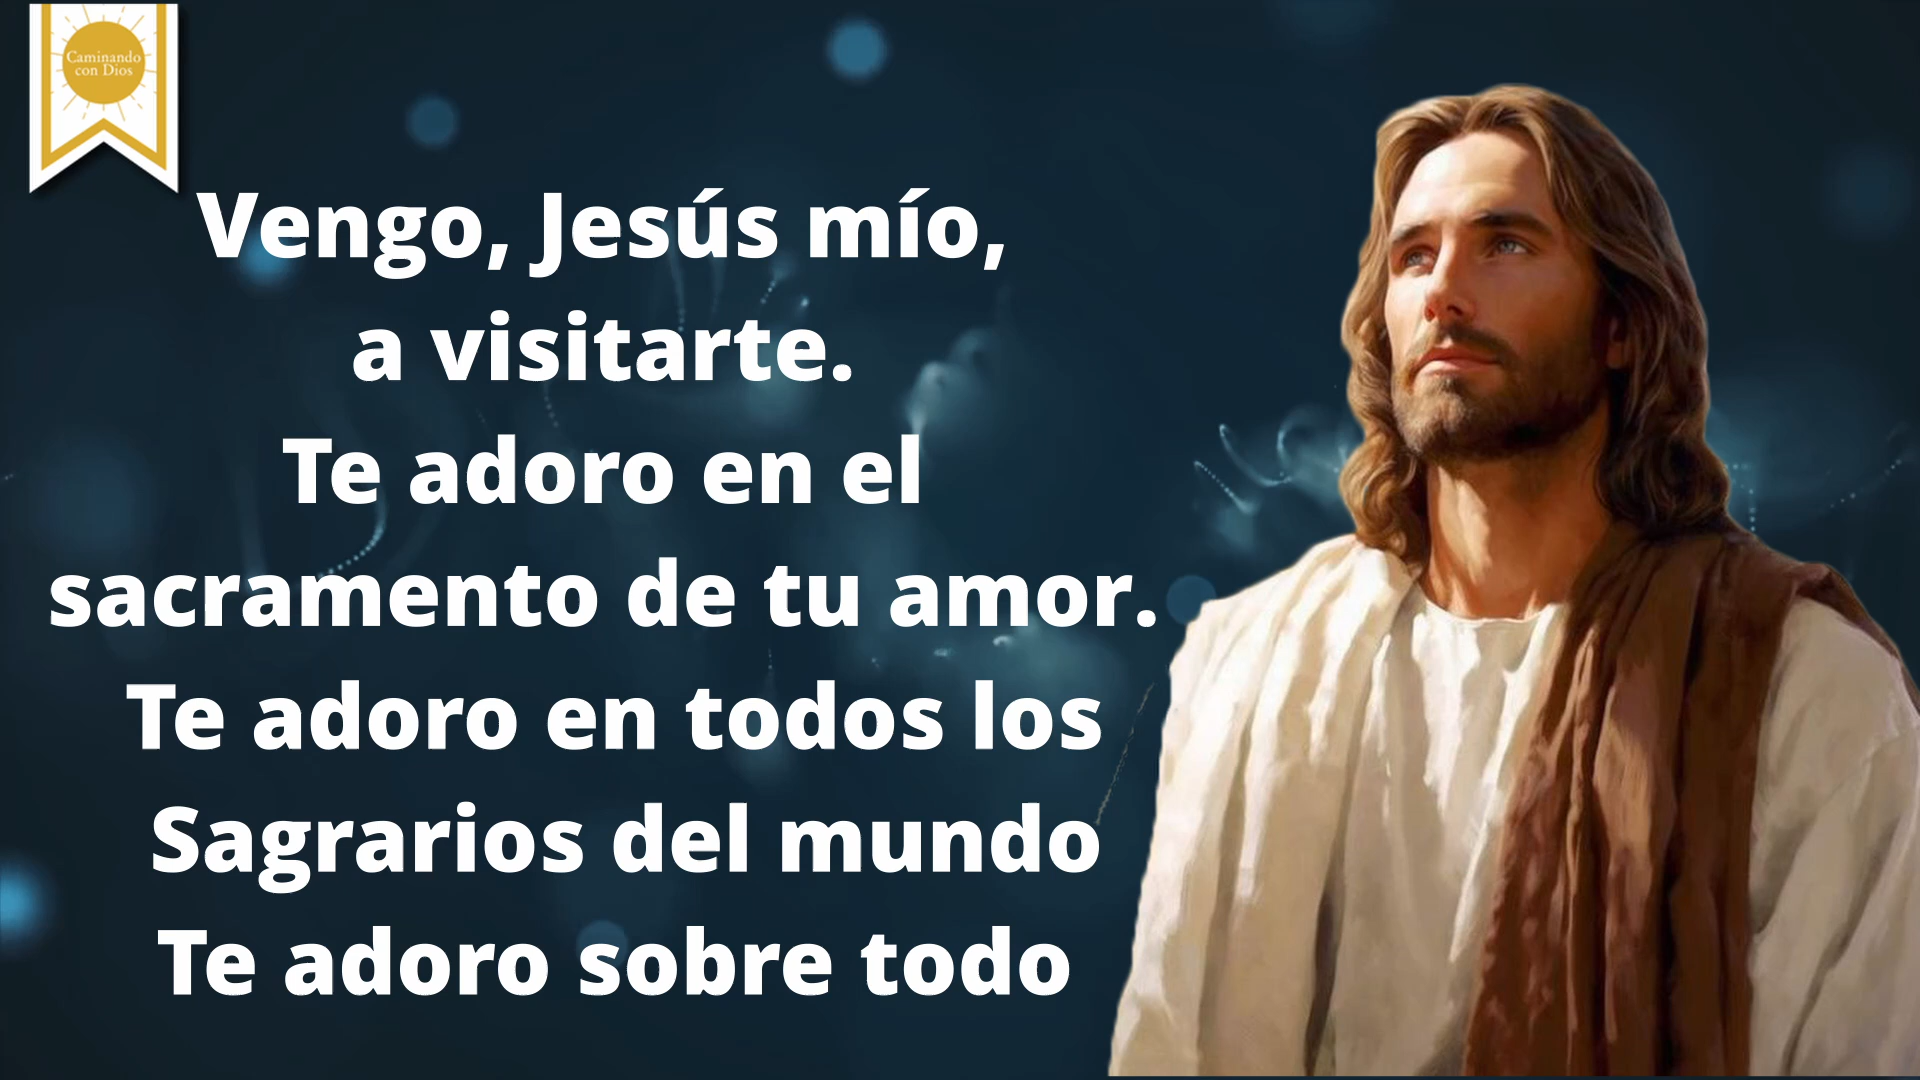 Caminando
con Dios
Vengo, Jesús mío,
a visitarte.
Te adoro en el
sacramento de tu amor.
Te adoro en todos los
Sagrarios del mundo
Te adoro sobre todo